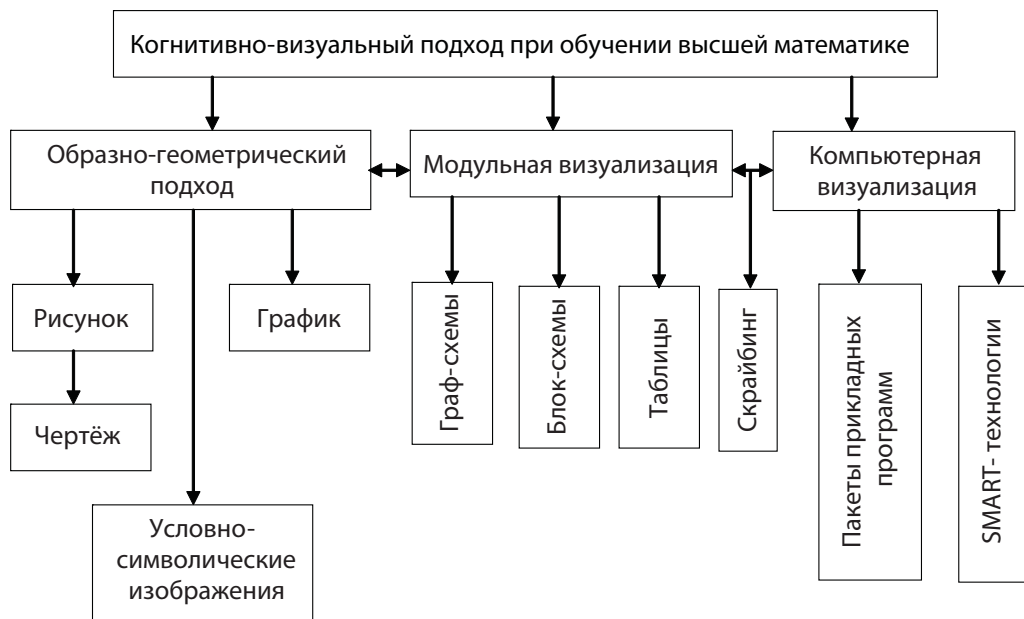 Когнитивно-визуальный подход при обучении высшей математике
Образно-геометрический
подход
Модульная визуализация
Компьютерная
визуализация
Рисунок
График
Граф-схемы
Блок-схемы
Таблицы
Скрайбинг
Пакеты прикладных
программ
SMART- технологии
Чертёж
Условно-
символические
изображения